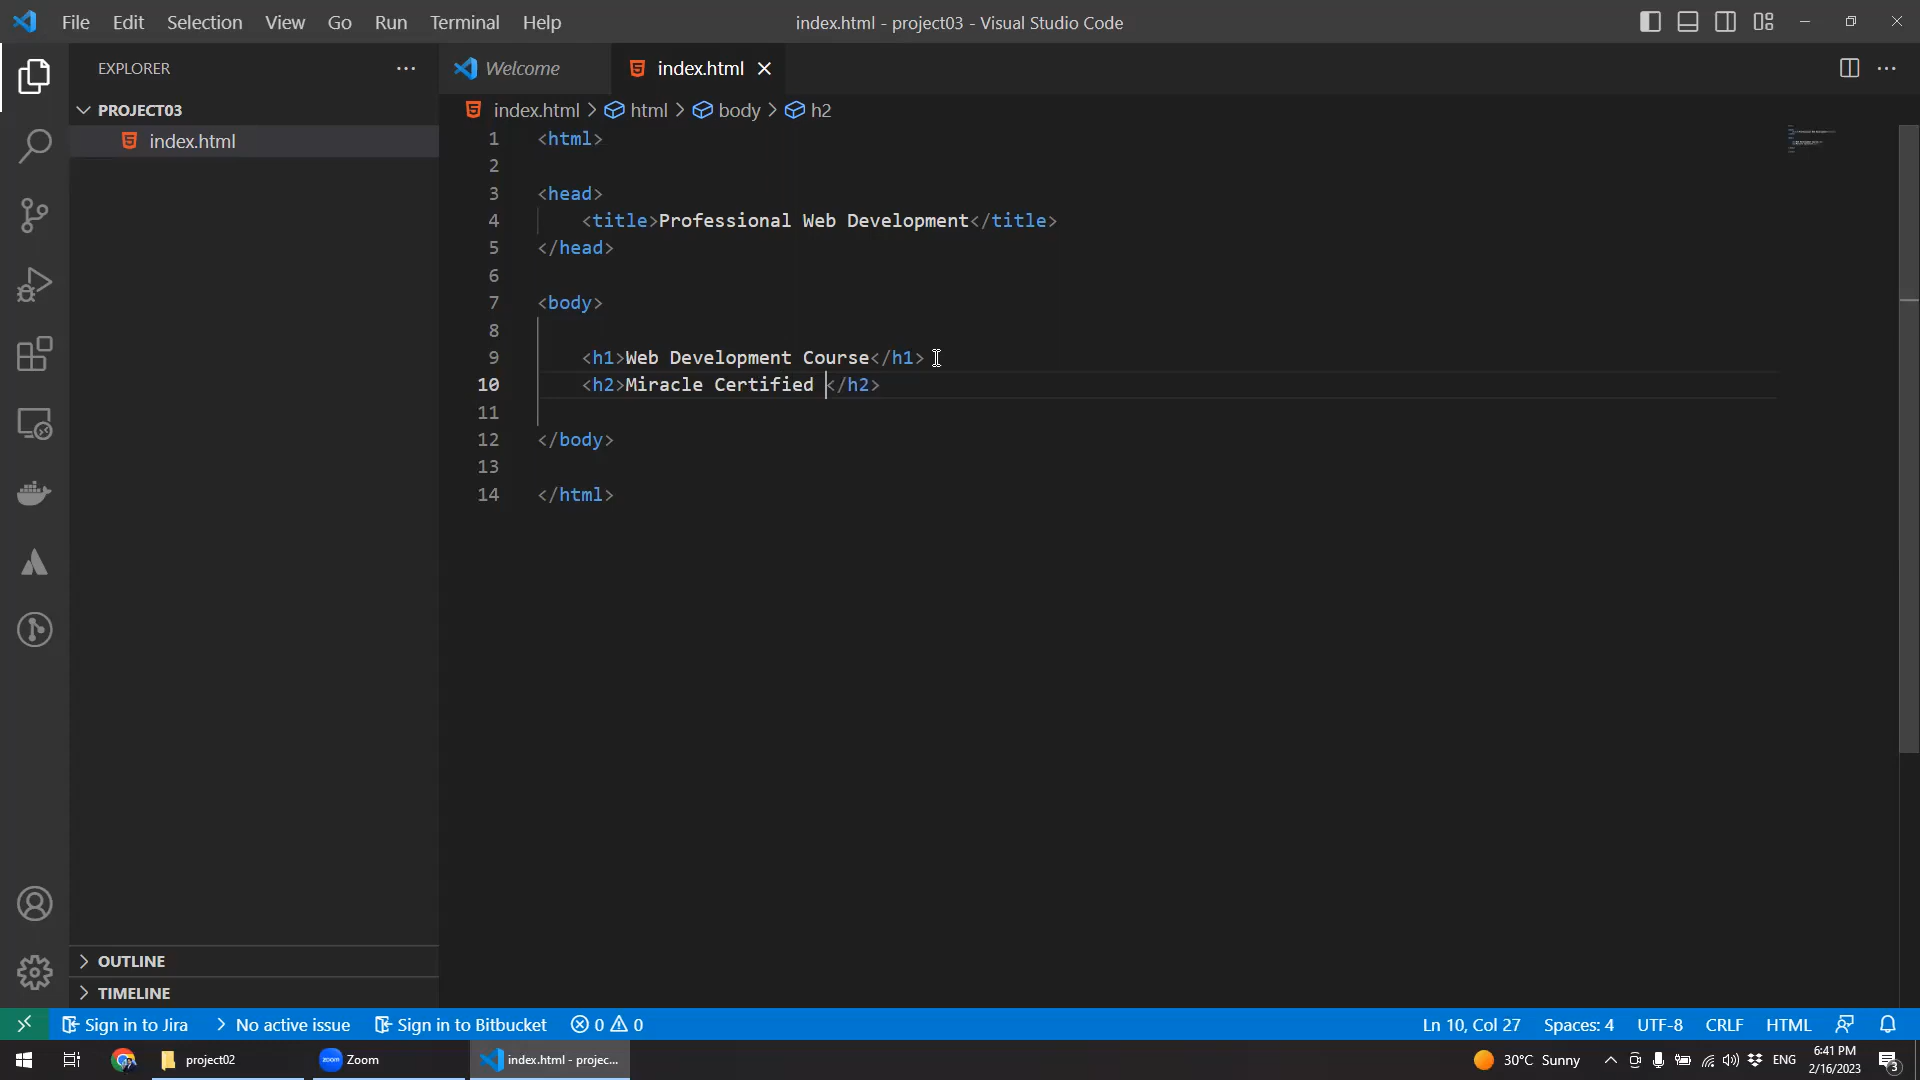 File Edit Selection View Go Run Terminal Help
index.html - project03 - Visual Studio Code
EXPLORER
PROJECT03
index.html
OUTLINE
TIMELINE
Welcome
index.html
index.html > html > body > h2
1 <html>
2
3 <head>
4 <title>Professional Web Development</title>
5 </head>
6
7 <body>
8
9 <h1>Web Development Course</h1>
10 <h2>Miracle Certified </h2>
11
12 </body>
13
14 </html>
Sign in to Jira No active issue Sign in to Bitbucket 0 0
Ln 10, Col 27 Spaces: 4 UTF-8 CRLF HTML
project02 zoom Zoom index.html - projec...
30°C Sunny ENG
6:41 PM
2/16/2023
3